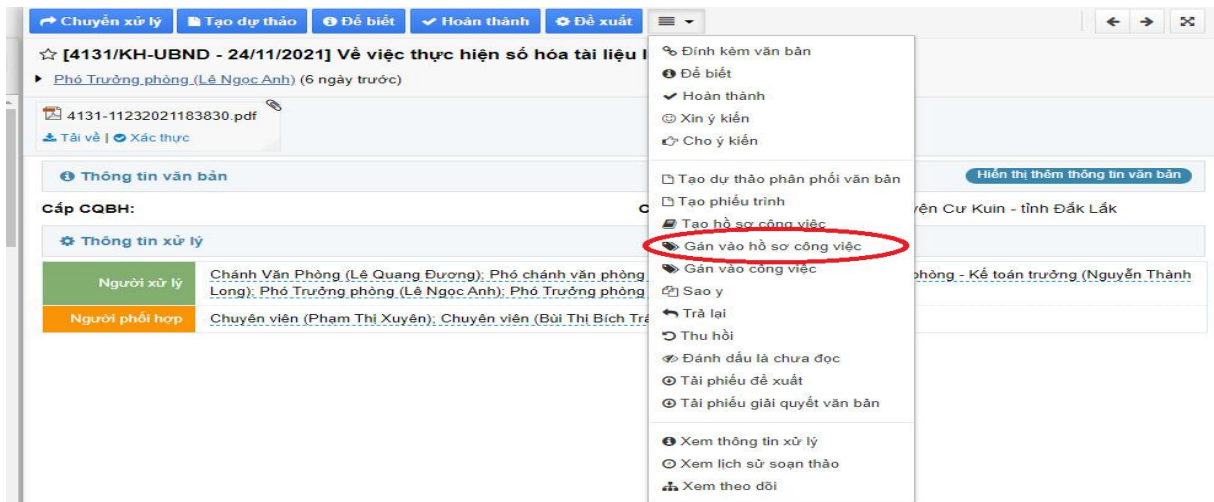 Chuyển xử lý Tạo dự thảo Để biết Hoàn thành Đề xuất
[4131/KH-UBND - 24/11/2021] Về việc thực hiện số hóa tài liệu l
Phó Trưởng phòng (Lê Ngọc Anh) (6 ngày trước)
4131-11232021183830.pdf
Tải về | Xác thực
Thông tin văn bản
Hiển thị thêm thông tin văn bản
Cấp CQBH:
C
yện Cư Kuin - tỉnh Đắk Lắk
Thông tin xử lý
Người xử lý
Chánh Văn Phòng (Lê Quang Đương); Phó chánh văn phòng
phòng - Kế toán trưởng (Nguyễn Thành
Long); Phó Trưởng phòng (Lê Ngọc Anh); Phó Trưởng phòng
Người phối hợp
Chuyên viên (Phạm Thị Xuyên); Chuyên viên (Bùi Thị Bích Trâ
Đính kèm văn bản
Để biết
Hoàn thành
Xin ý kiến
Cho ý kiến
Tạo dự thảo phân phối văn bản
Tạo phiếu trình
Tạo hồ sơ công việc
Gán vào hồ sơ công việc
Gán vào công việc
Sao y
Trả lại
Thu hồi
Đánh dấu là chưa đọc
Tải phiếu đề xuất
Tải phiếu giải quyết văn bản
Xem thông tin xử lý
Xem lịch sử soạn thảo
Xem theo dõi